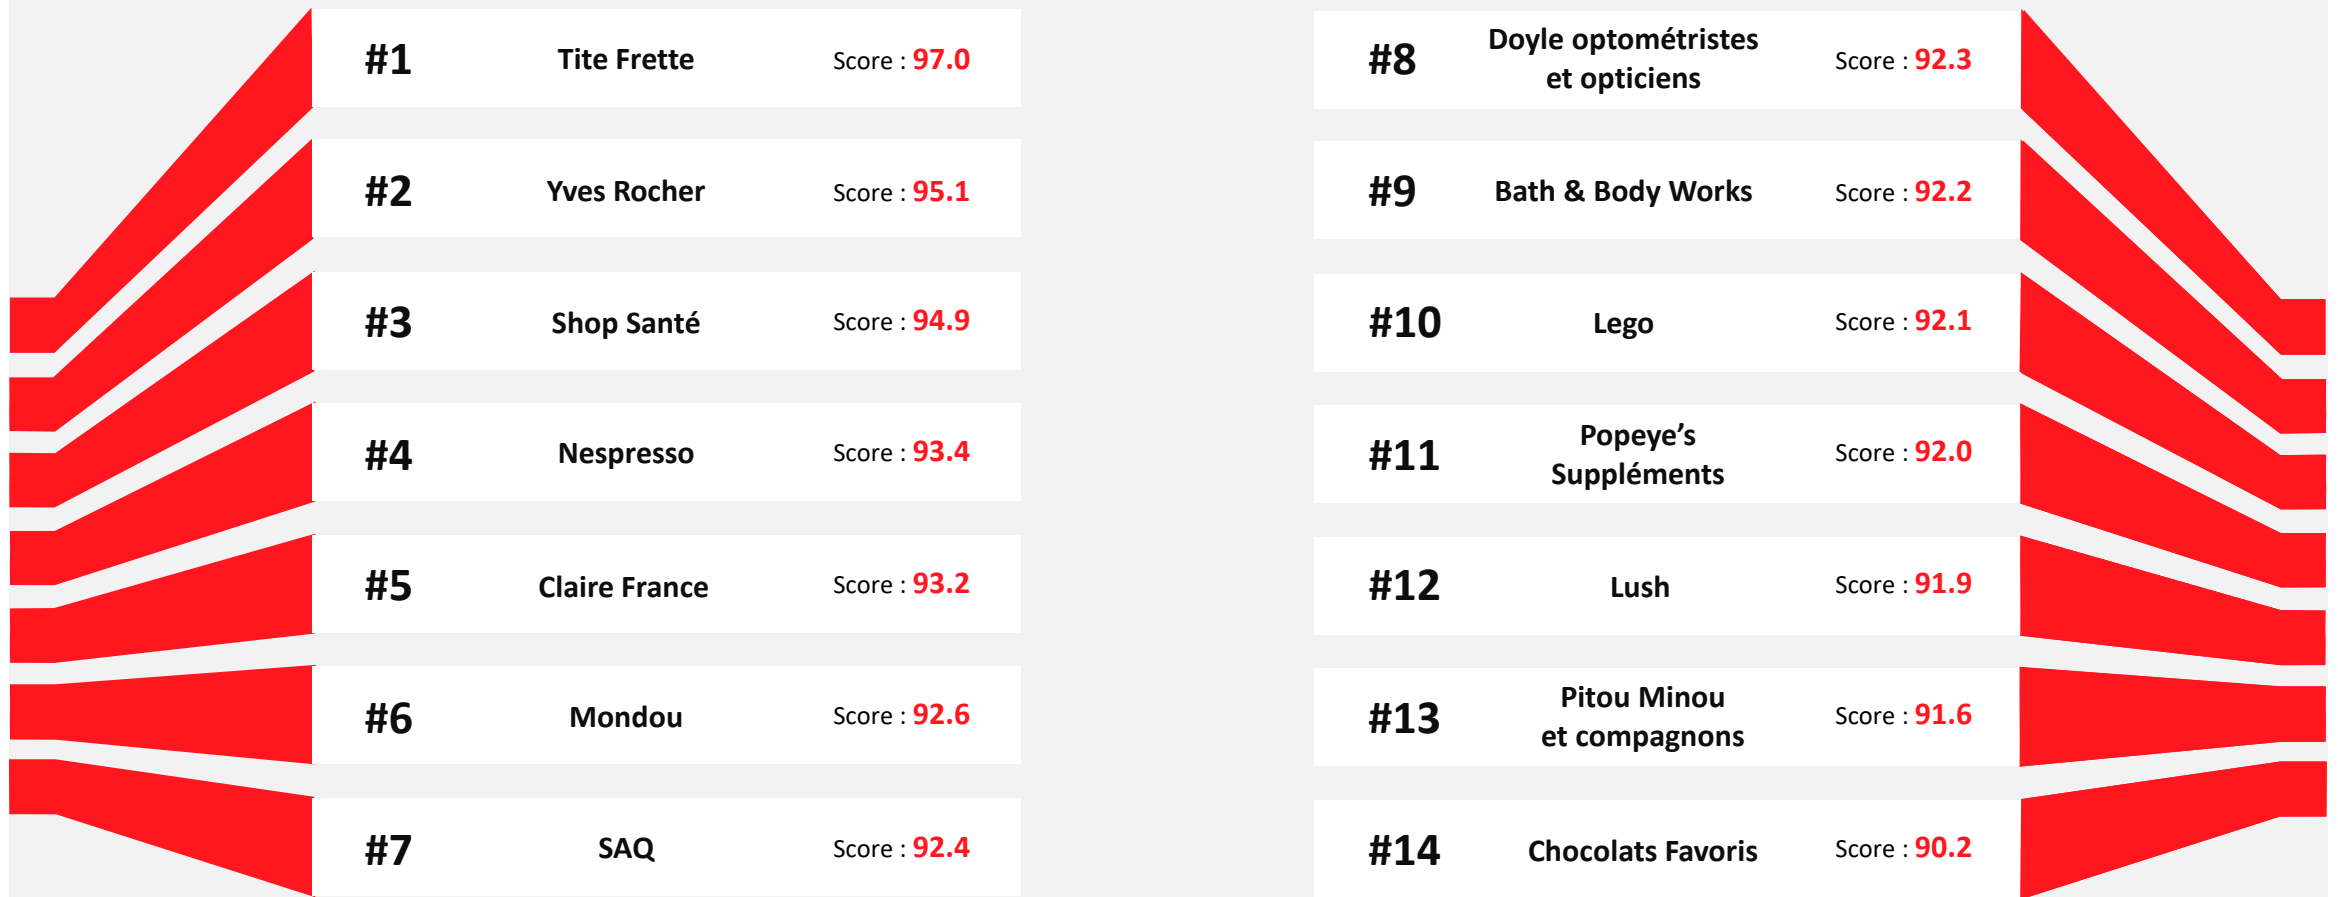 #1 Tite Frette Score : 97.0
#2 Yves Rocher Score : 95.1
#3 Shop Santé Score : 94.9
#4 Nespresso Score : 93.4
#5 Claire France Score : 93.2
#6 Mondou Score : 92.6
#7 SAQ Score : 92.4
#8 Doyle optométristes
et opticiens Score : 92.3
#9 Bath & Body Works Score : 92.2
#10 Lego Score : 92.1
#11 Popeye’s
Suppléments Score : 92.0
#12 Lush Score : 91.9
#13 Pitou Minou
et compagnons Score : 91.6
#14 Chocolats Favoris Score : 90.2